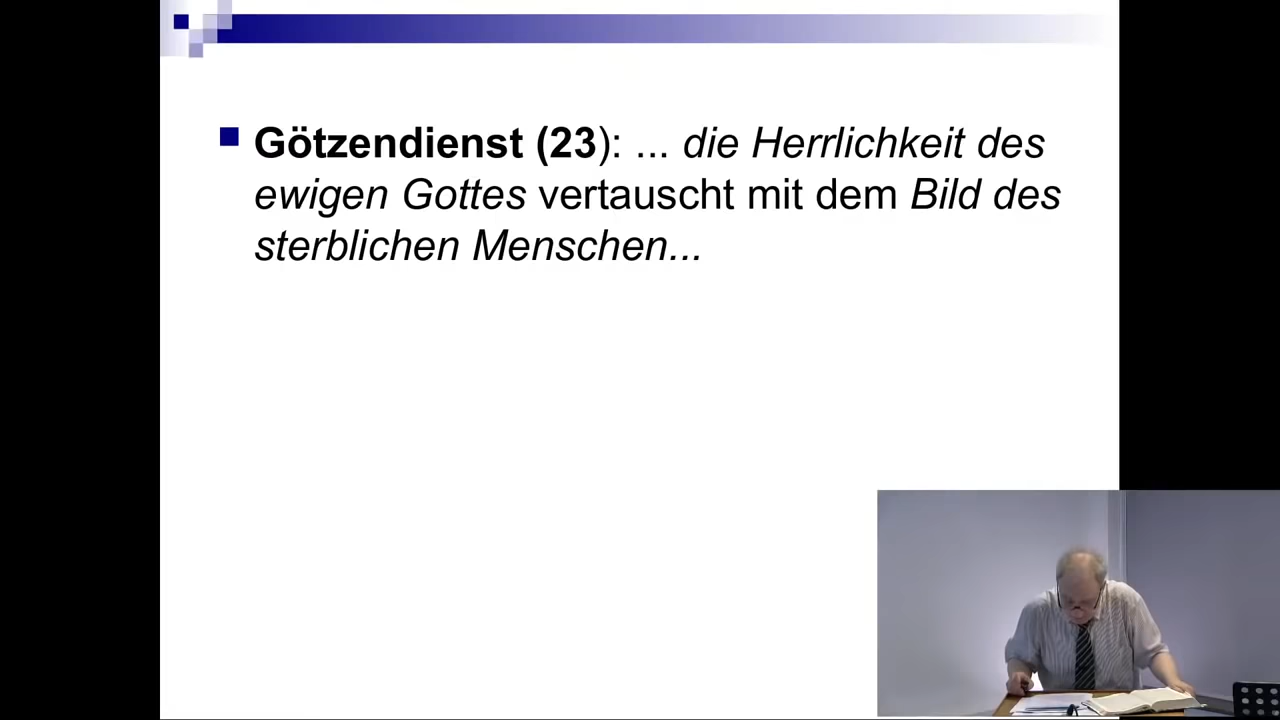 Götzendienst (23): ... die Herrlichkeit des
ewigen Gottes vertauscht mit dem Bild des
sterblichen Menschen...